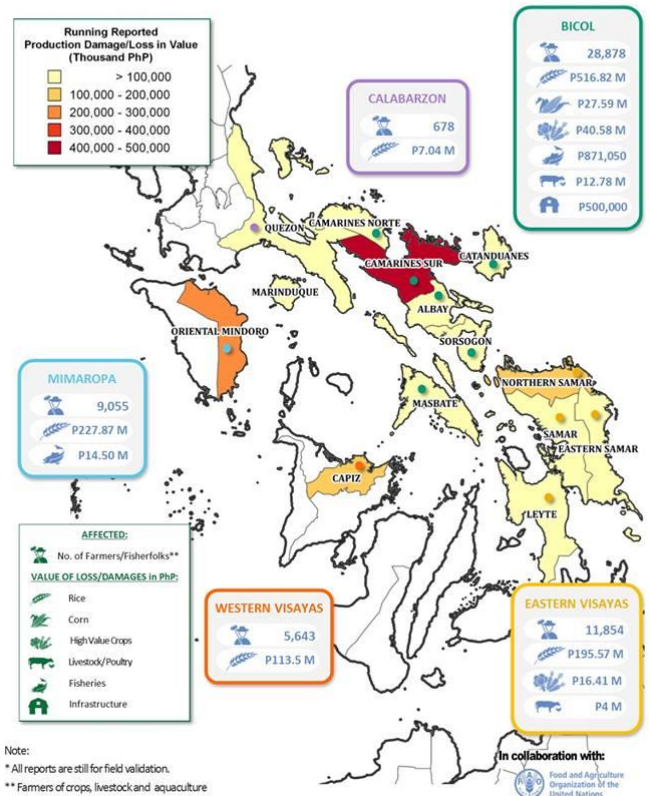 Running Reported
Production Damage/Loss in Value
(Thousand PhP)
> 100,000
100,000 - 200,000
200,000 - 300,000
300,000 - 400,000
400,000 - 500,000
CALABARZON
678
P7.04 M
BICOL
28,878
P516.82 M
P27.59 M
P40.58 M
P871,050
P12.78 M
P500,000
QUEZON
CAMARINES NORTE
CAMARINES SUR
CATANDUANES
MARINDUQUE
ALBAY
ORIENTAL MINDORO
SORSOGON
MASBATE
NORTHERN SAMAR
SAMAR
EASTERN SAMAR
CAPIZ
LEYTE
MIMAROPA
9,055
P227.87 M
P14.50 M
AFFECTED:
No. of Farmers/Fisherfolks**
VALUE OF LOSS/DAMAGES in PhP:
Rice
Corn
High Value Crops
Livestock/Poultry
Fisheries
Infrastructure
WESTERN VISAYAS
5,643
P113.5 M
EASTERN VISAYAS
11,854
P195.57 M
P16.41 M
P4 M
Note:
* All reports are still for field validation.
** Farmers of crops, livestock and aquaculture
In collaboration with:
Food and Agriculture
Organization of the
United Nations